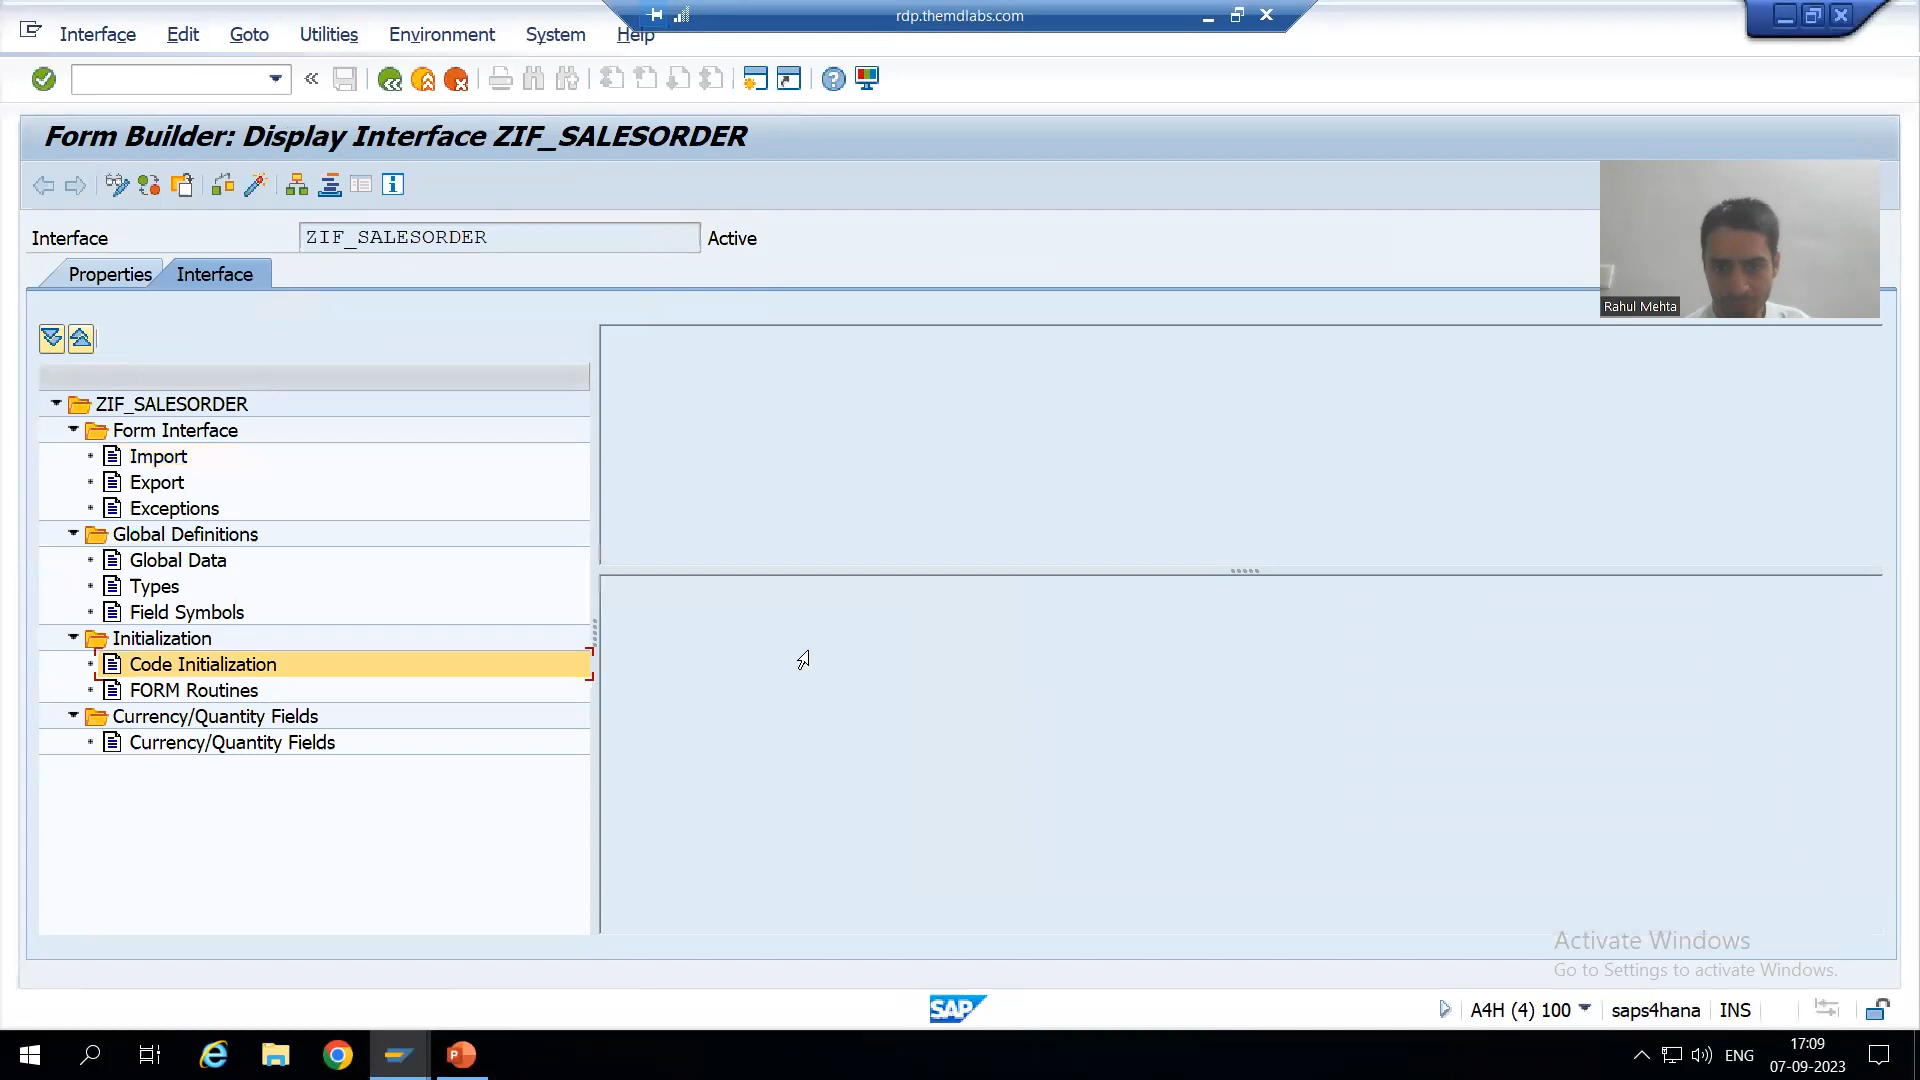 rdp.themdlabs.com
Interface Edit Goto Utilities Environment System Help
Form Builder: Display Interface ZIF_SALESORDER
Interface ZIF_SALESORDER Active
Properties Interface
Rahul Mehta
ZIF_SALESORDER
Form Interface
Import
Export
Exceptions
Global Definitions
Global Data
Types
Field Symbols
Initialization
Code Initialization
FORM Routines
Currency/Quantity Fields
Currency/Quantity Fields
Activate Windows
Go to Settings to activate Windows.
SAP
A4H (4) 100 saps4hana INS
ENG
17:09
07-09-2023